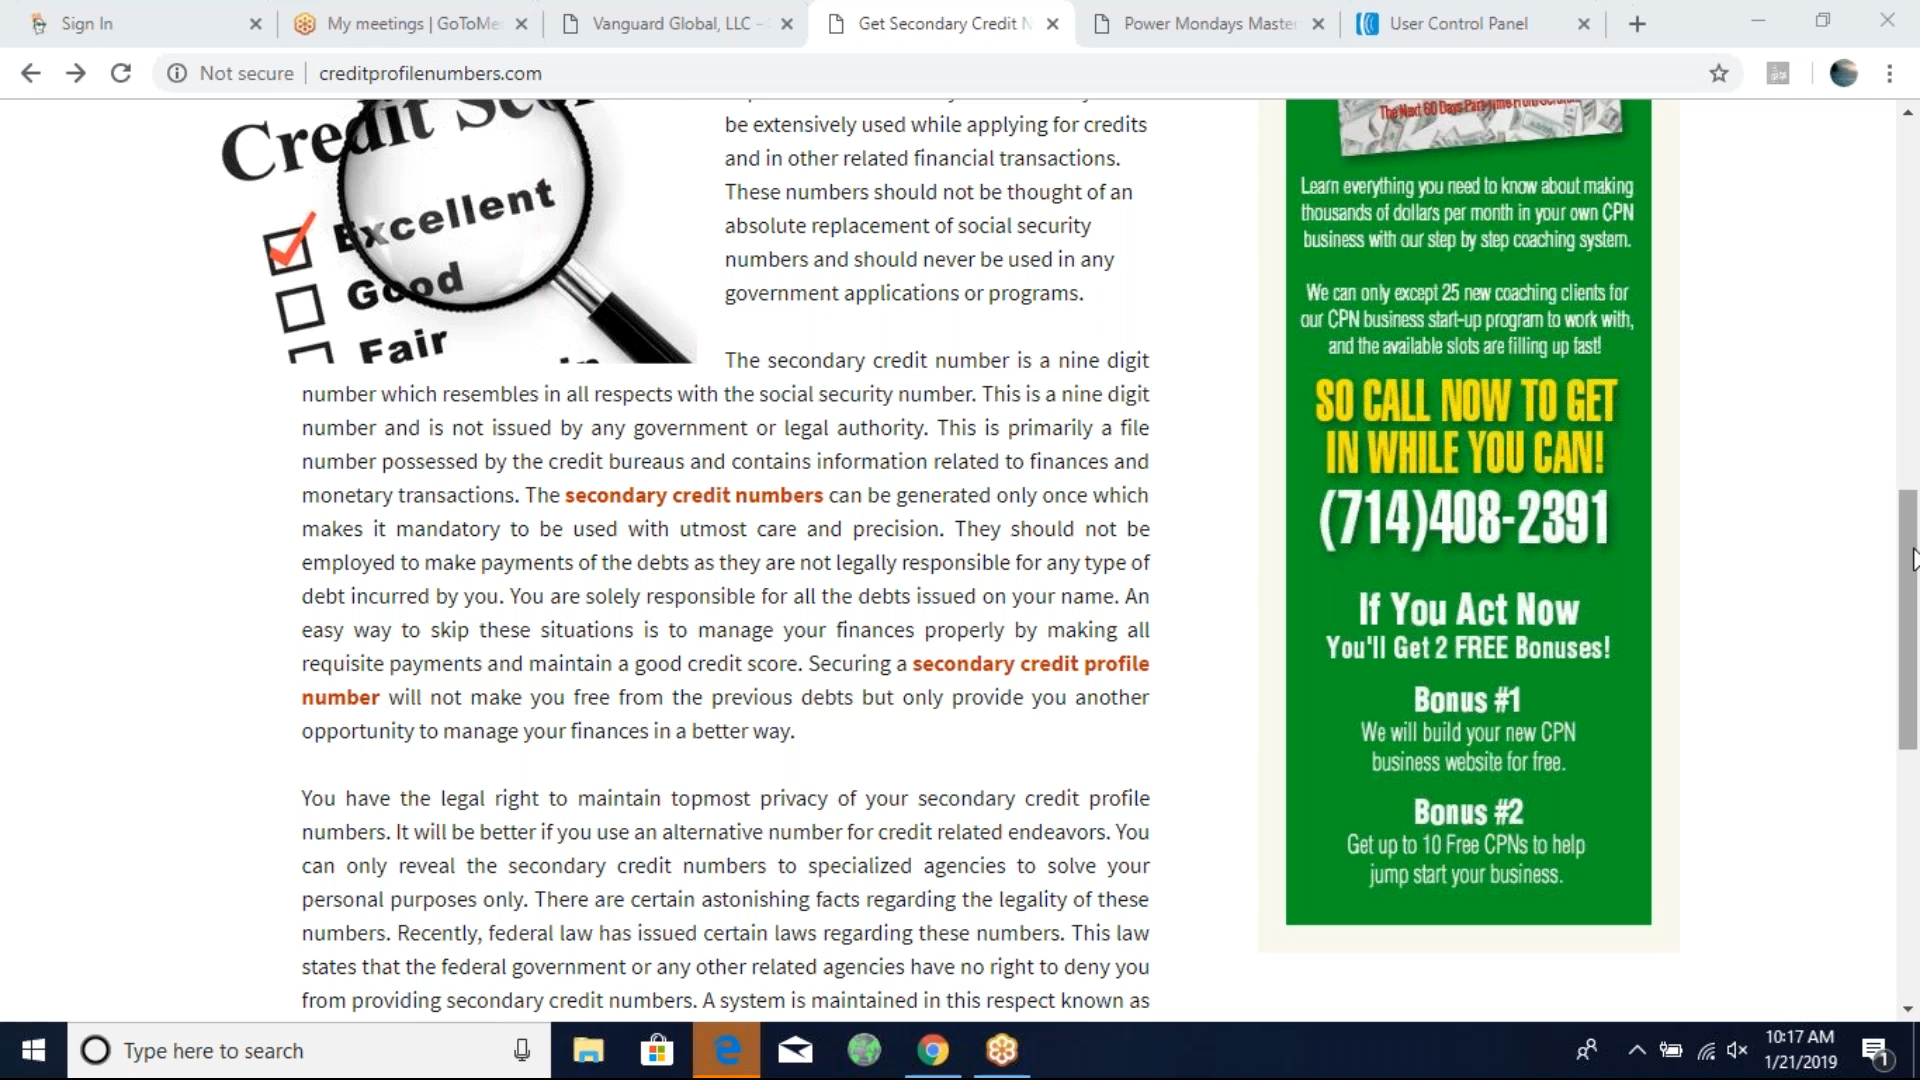 Sign In
My meetings | GoToMe
Vanguard Global, LLC -
Get Secondary Credit N
Power Mondays Master
User Control Panel
Not secure
creditprofilenumbers.com
Credit Sco
Excellent
Good
Fair
be extensively used while applying for credits
and in other related financial transactions.
These numbers should not be thought of an
absolute replacement of social security
numbers and should never be used in any
government applications or programs.
The secondary credit number is a nine digit
number which resembles in all respects with the social security number. This is a nine digit
number and is not issued by any government or legal authority. This is primarily a file
number possessed by the credit bureaus and contains information related to finances and
monetary transactions. The secondary credit numbers can be generated only once which
makes it mandatory to be used with utmost care and precision. They should not be
employed to make payments of the debts as they are not legally responsible for any type of
debt incurred by you. You are solely responsible for all the debts issued on your name. An
easy way to skip these situations is to manage your finances properly by making all
requisite payments and maintain a good credit score. Securing a secondary credit profile
number will not make you free from the previous debts but only provide you another
opportunity to manage your finances in a better way.
You have the legal right to maintain topmost privacy of your secondary credit profile
numbers. It will be better if you use an alternative number for credit related endeavors. You
can only reveal the secondary credit numbers to specialized agencies to solve your
personal purposes only. There are certain astonishing facts regarding the legality of these
numbers. Recently, federal law has issued certain laws regarding these numbers. This law
states that the federal government or any other related agencies have no right to deny you
from providing secondary credit numbers. A system is maintained in this respect known as
The Next 60 Days Part-Time From
Learn everything you need to know about making
thousands of dollars per month in your own CPN
business with our step by step coaching system.
We can only except 25 new coaching clients for
our CPN business start-up program to work with,
and the available slots are filling up fast!
SO CALL NOW TO GET
IN WHILE YOU CAN!
(714)408-2391
If You Act Now
You'll Get 2 FREE Bonuses!
Bonus #1
We will build your new CPN
business website for free.
Bonus #2
Get up to 10 Free CPNs to help
jump start your business.
Type here to search
10:17 AM
1/21/2019
1